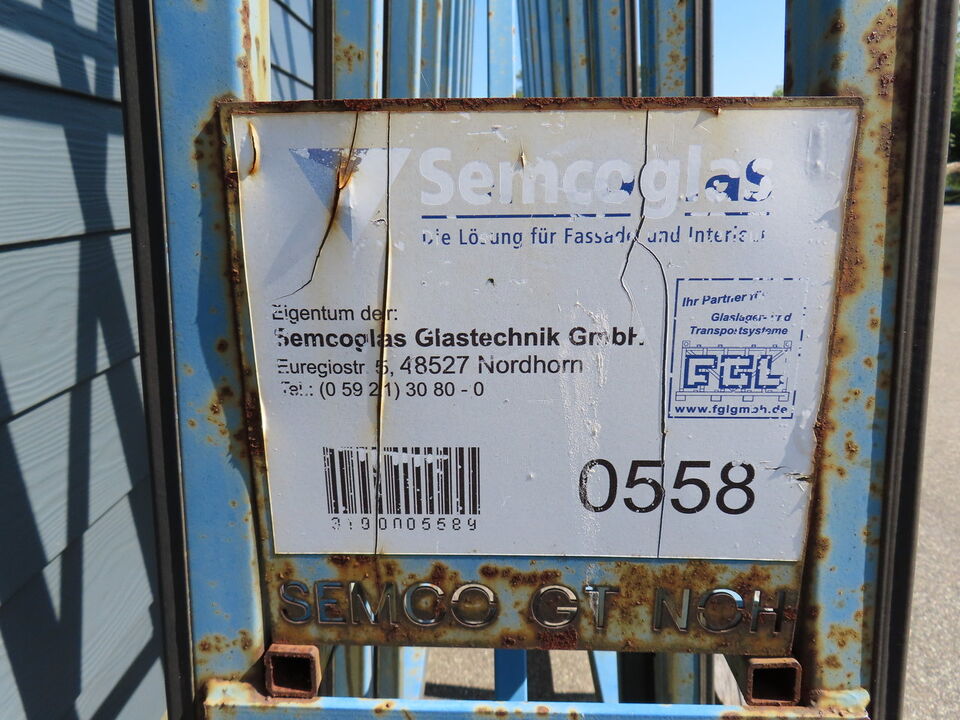 Semcoglas
Die Lösung für Fassade und Interieur
Eigentum der:
Semcoglas Glastechnik GmbH
Euregiostr. 5, 48527 Nordhorn
Tel.: (0 59 21) 30 80 - 0
Ihr Partner für
Glaslager- und
Transportsysteme
FGL
www.fglgmbh.de
3190005589
0558
SEMCO GT NOH